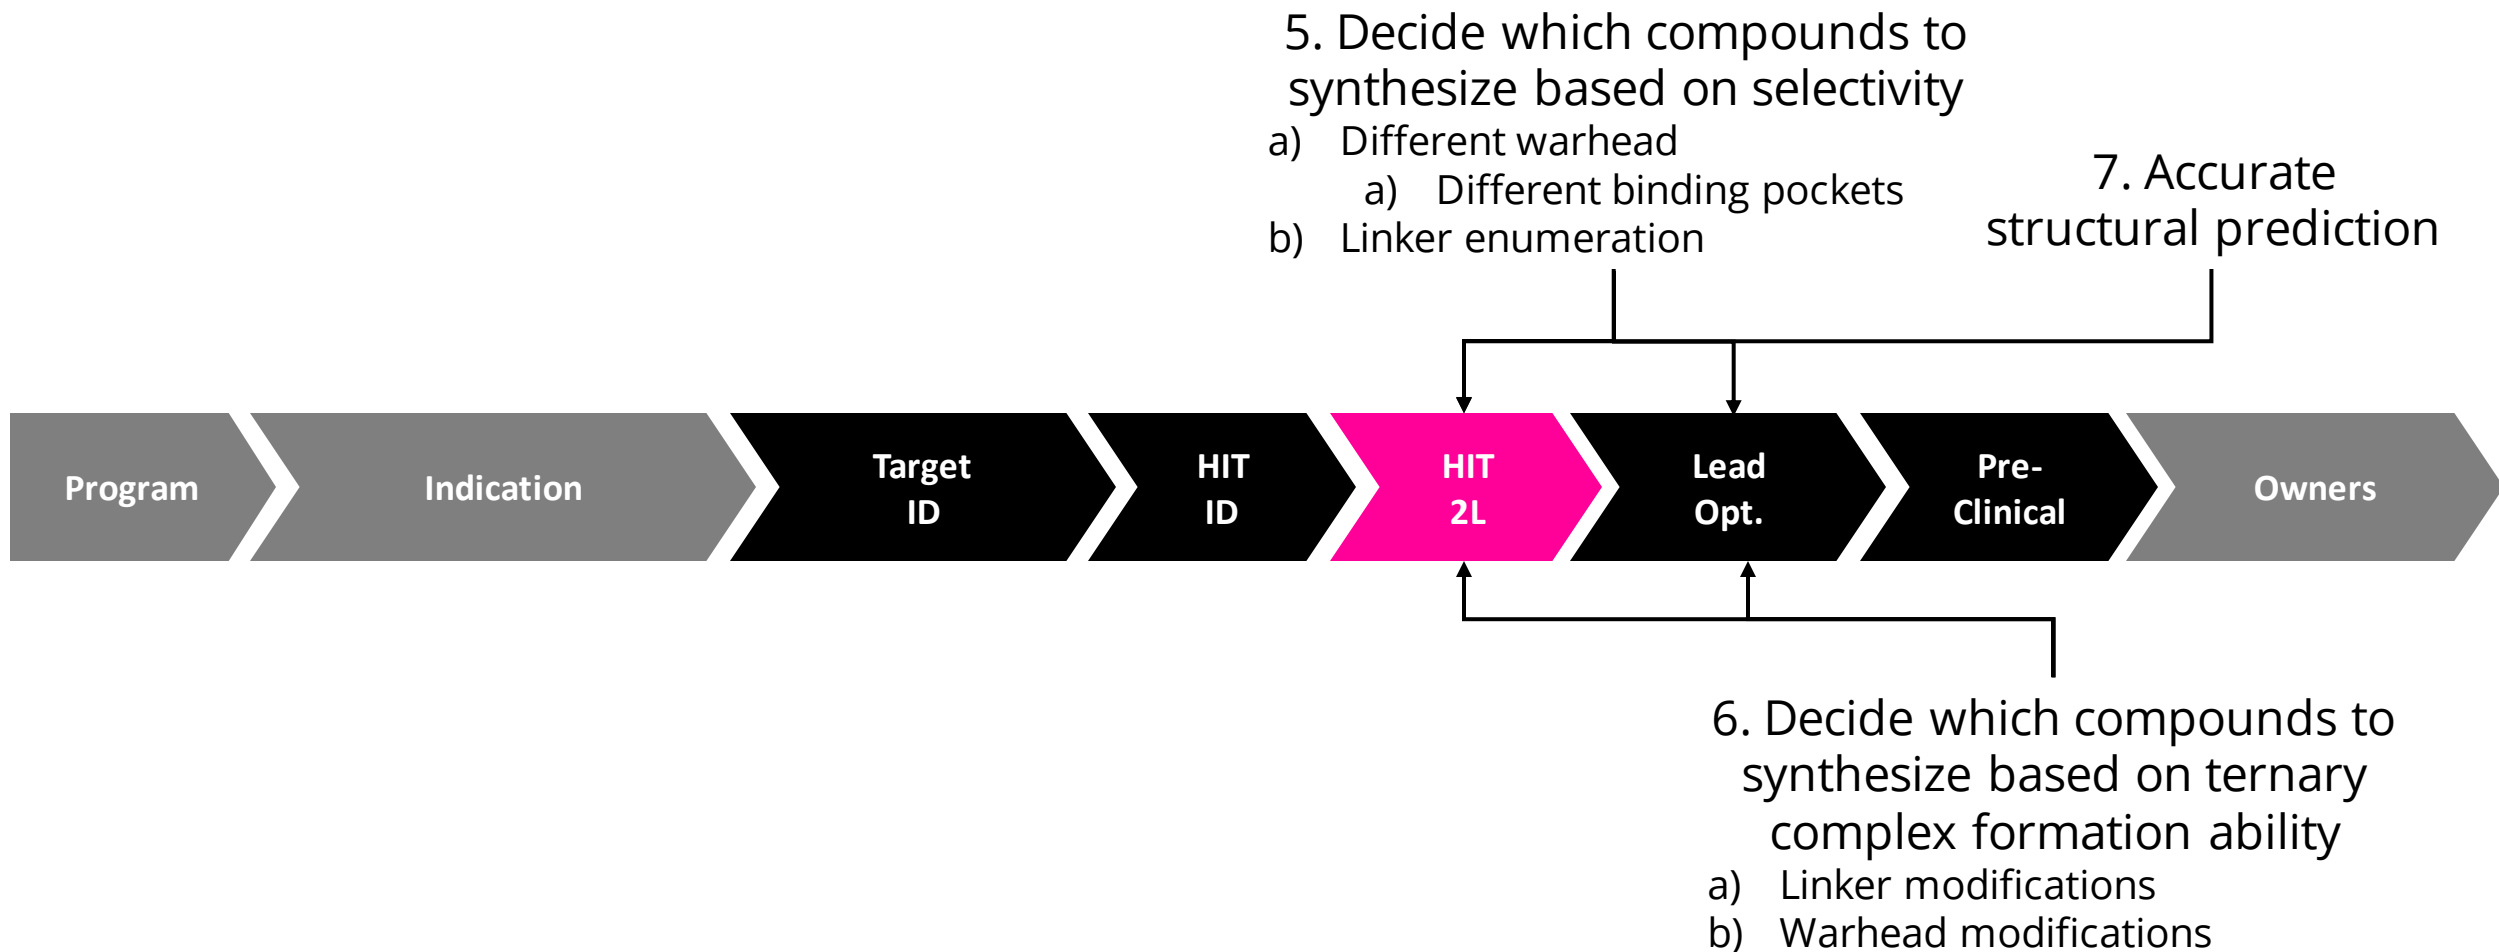 5. Decide which compounds to
synthesize based on selectivity
a) Different warhead
a) Different binding pockets
b) Linker enumeration
7. Accurate
structural prediction
Program
Indication
Target
ID
HIT
ID
HIT
2L
Lead
Opt.
Pre-
Clinical
Owners
6. Decide which compounds to
synthesize based on ternary
complex formation ability
a) Linker modifications
b) Warhead modifications